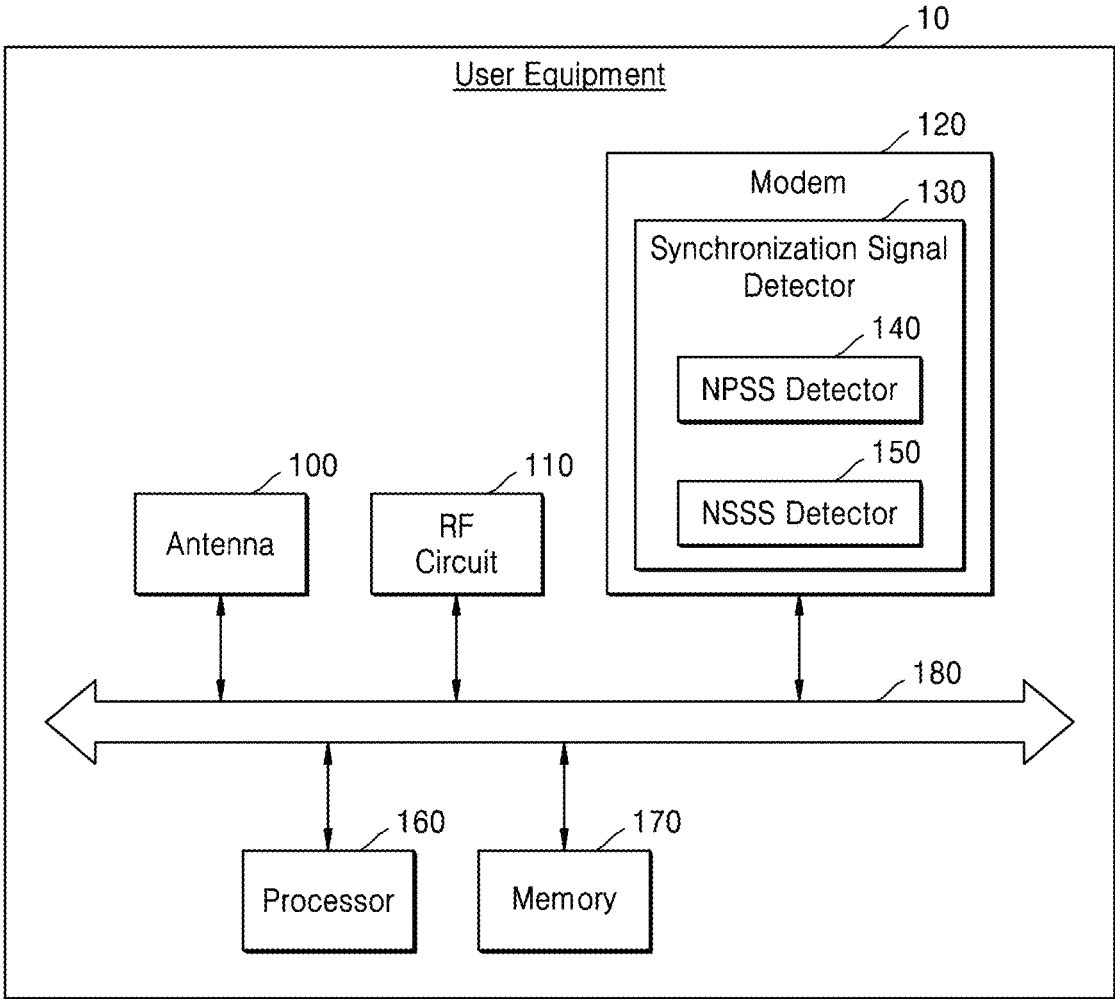 10
User Equipment
120
Modem
130
Synchronization Signal
Detector
140
NPSS Detector
150
NSSS Detector
100
Antenna
110
RF
Circuit
180
160
Processor
170
Memory